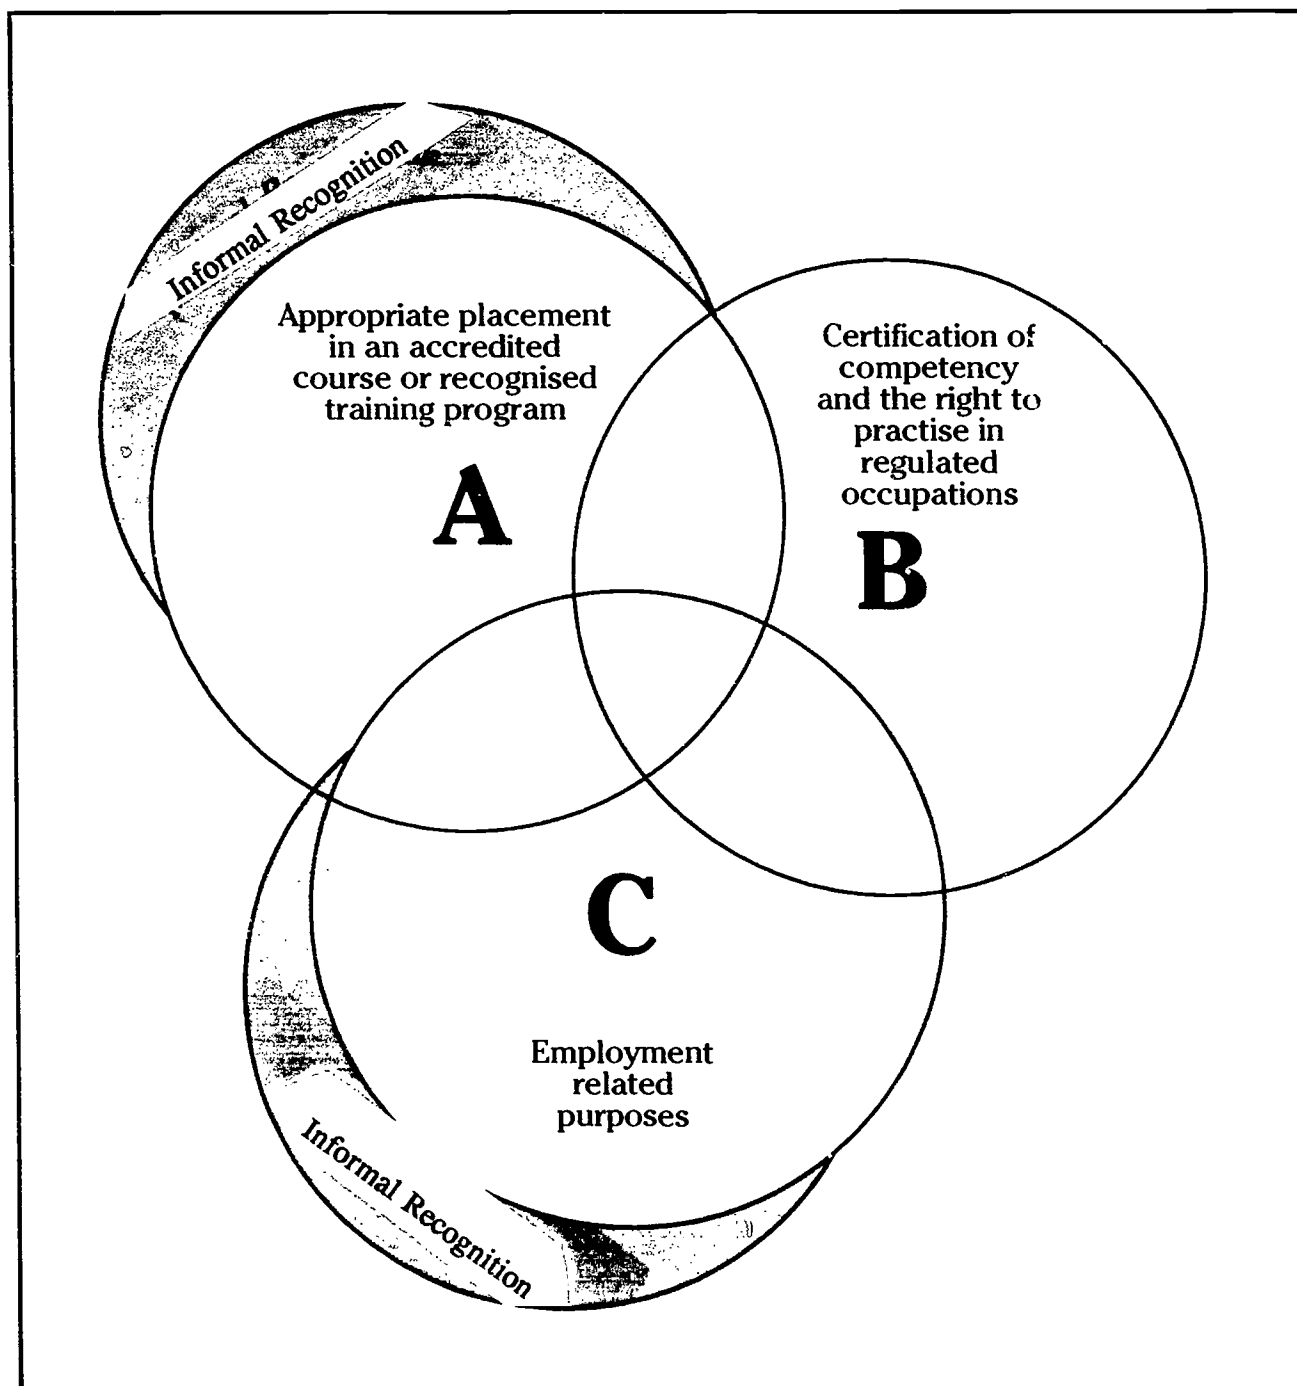 Informal Recognition
Appropriate placement
in an accredited
course or recognised
training program
A
Certification of
competency
and the right to
practise in
regulated
occupations
B
C
Employment
related
purposes
Informal Recognition